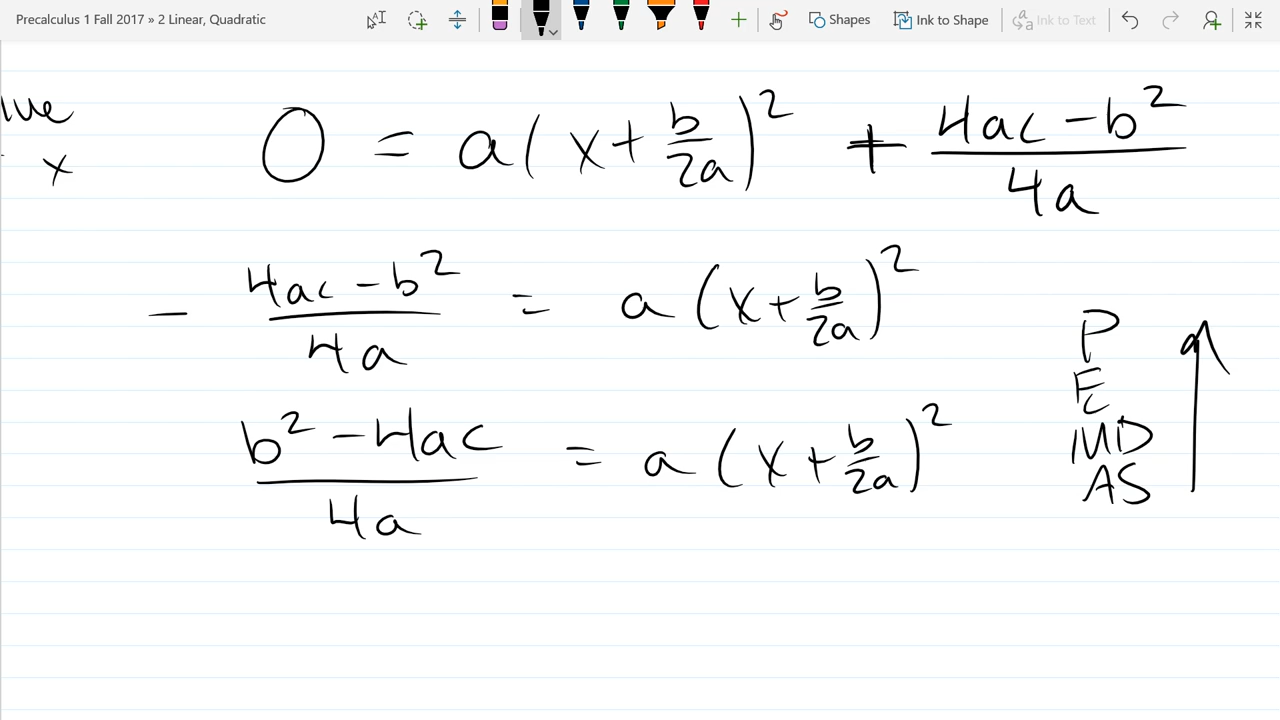 Precalculus 1 Fall 2017 » 2 Linear, Quadratic
Shapes
Ink to Shape
Ink to Text
x
0 = a(x + b/2a)² + (4ac - b²)/4a
- (4ac - b²)/4a = a(x + b/2a)²
(b² - 4ac)/4a = a(x + b/2a)²
P
E
MD
AS